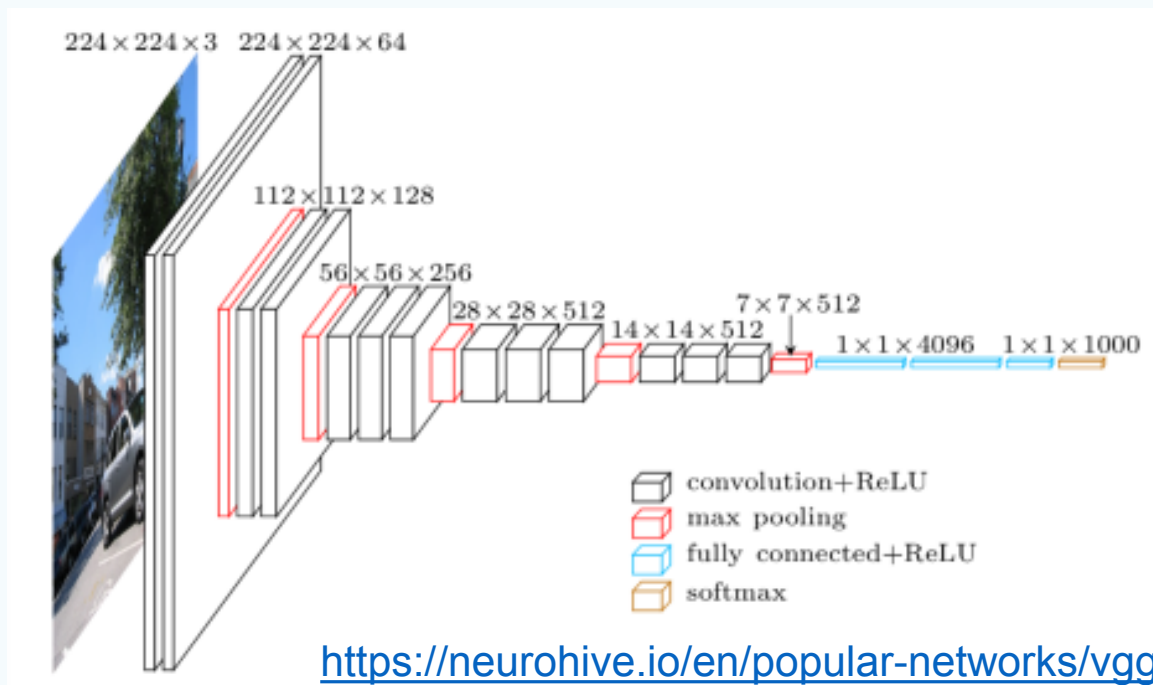 224 × 224 × 3   224 × 224 × 64
112 × 112 × 128
56 × 56 × 256
28 × 28 × 512
14 × 14 × 512
7 × 7 × 512
1 × 1 × 4096   1 × 1 × 1000
convolution+ReLU
max pooling
fully connected+ReLU
softmax
https://neurohive.io/en/popular-networks/vgg